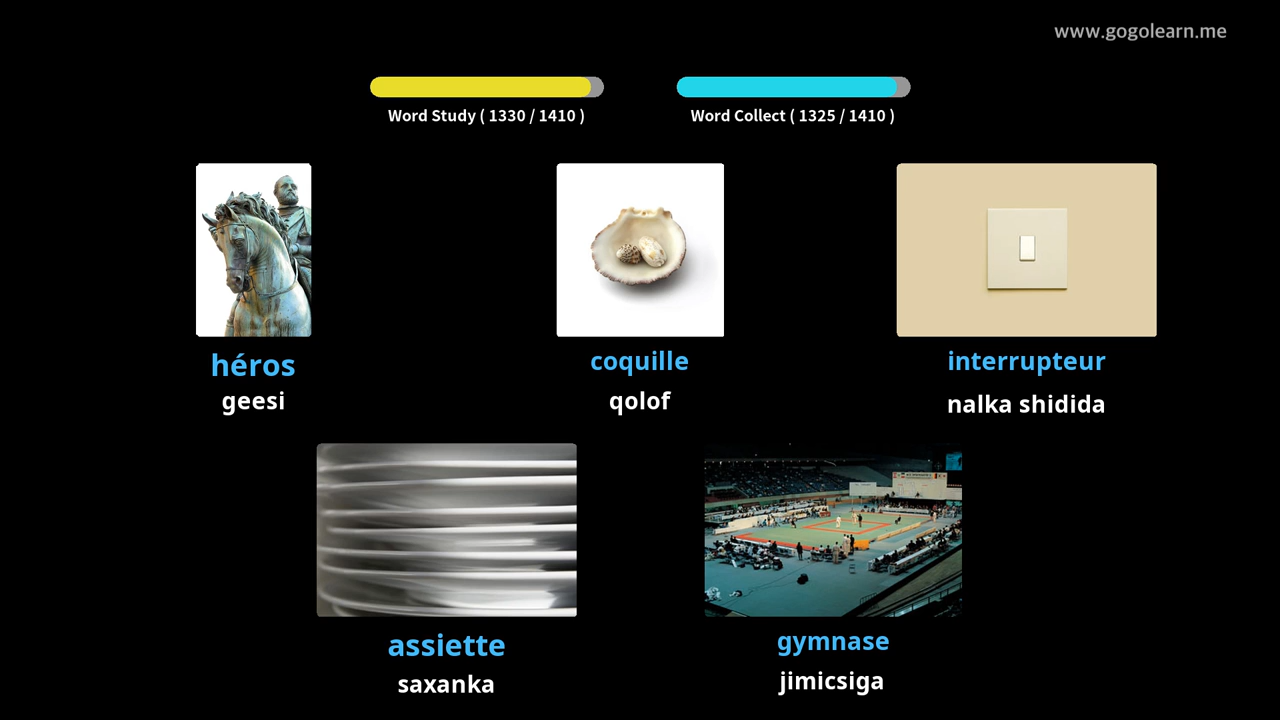 www.gogolearn.me
Word Study ( 1330 / 1410 )
Word Collect ( 1325 / 1410 )
héros
geesi
coquille
qolof
interrupteur
nalka shidida
assiette
saxanka
gymnase
jimicsiga